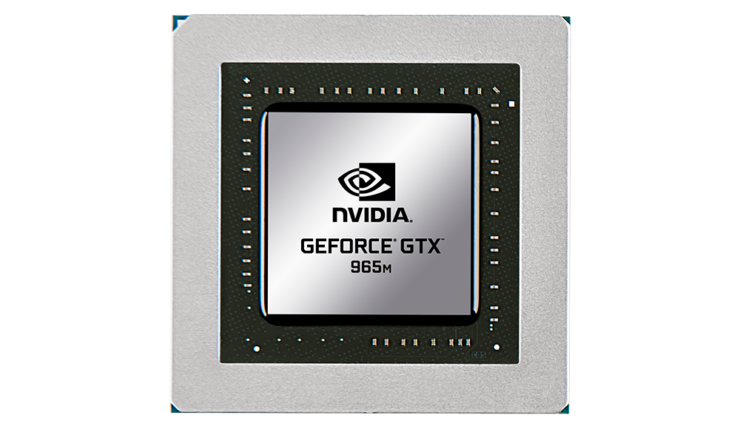 NVIDIA.
GEFORCE® GTX™
965M